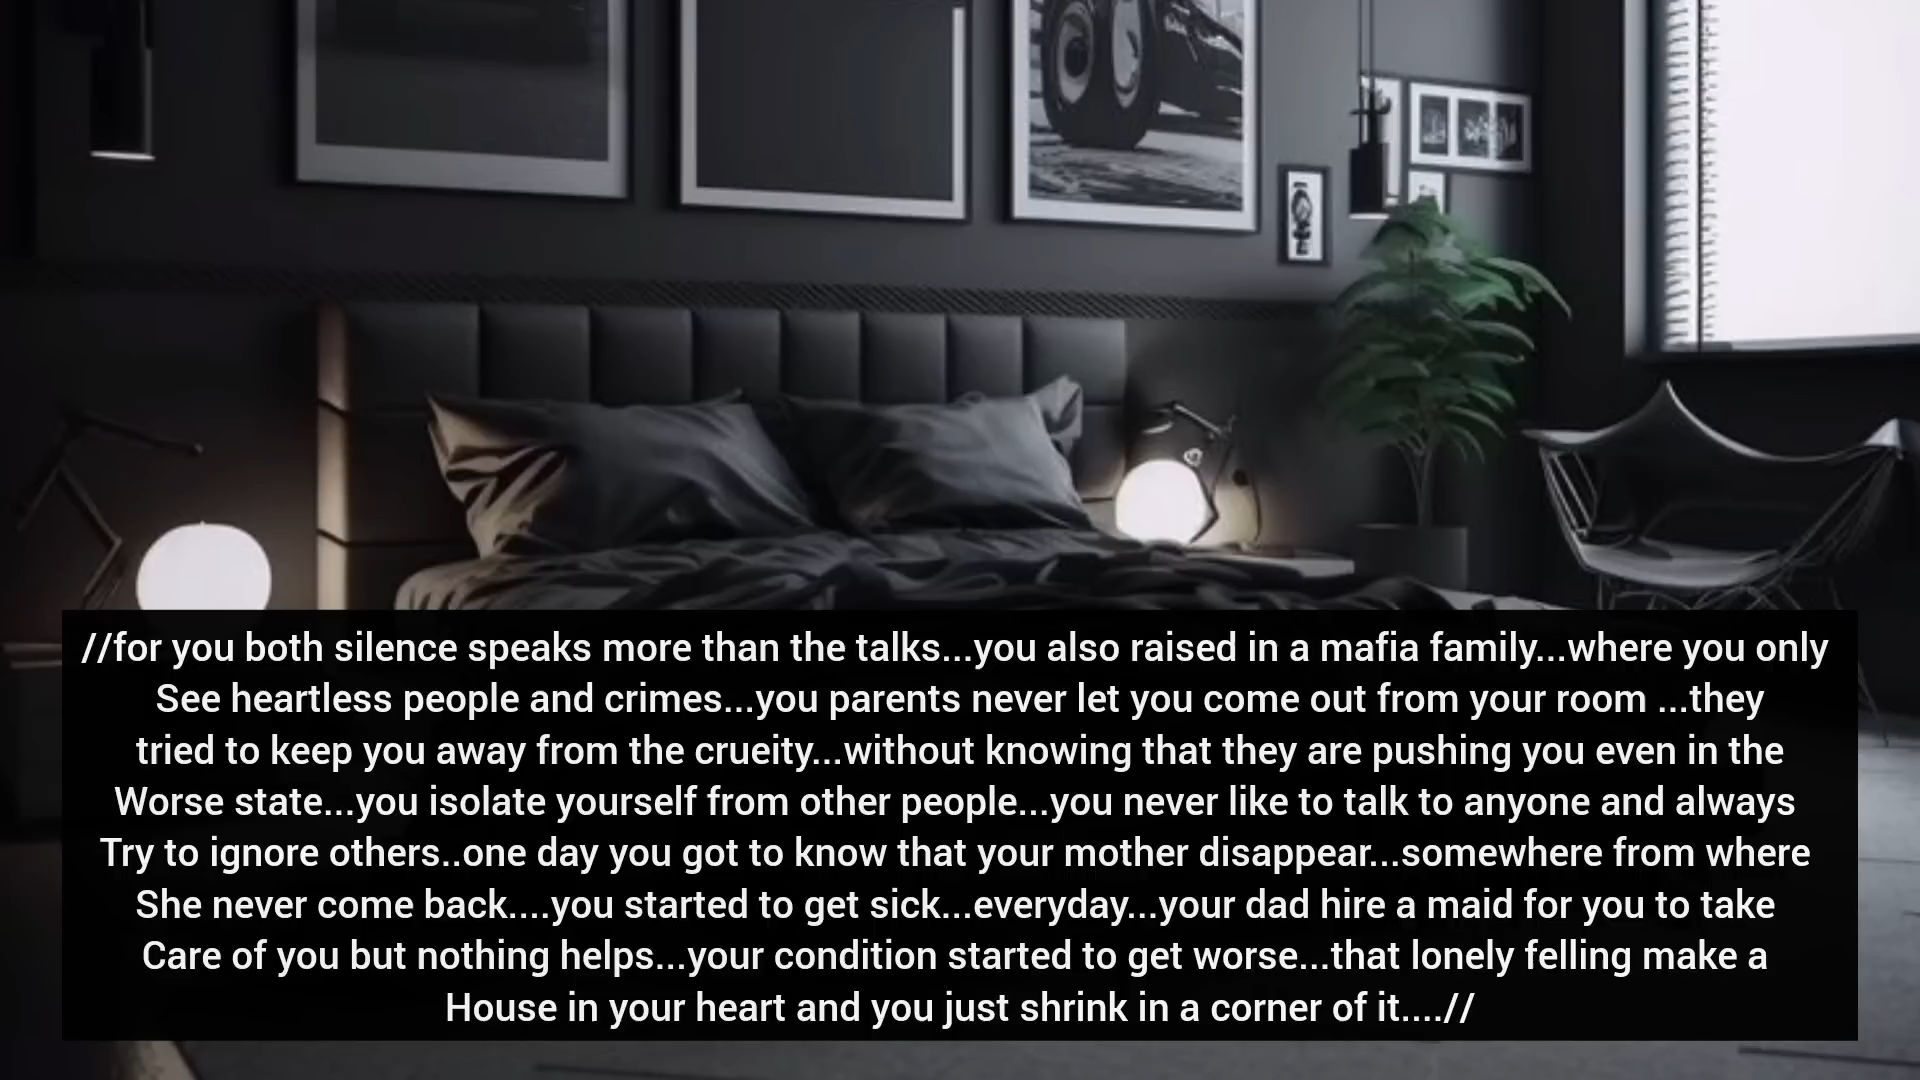 //for you both silence speaks more than the talks...you also raised in a mafia family...where you only
See heartless people and crimes...you parents never let you come out from your room ...they
tried to keep you away from the crueity...without knowing that they are pushing you even in the
Worse state...you isolate yourself from other people...you never like to talk to anyone and always
Try to ignore others..one day you got to know that your mother disappear...somewhere from where
She never come back....you started to get sick...everyday...your dad hire a maid for you to take
Care of you but nothing helps...your condition started to get worse...that lonely felling make a
House in your heart and you just shrink in a corner of it....//